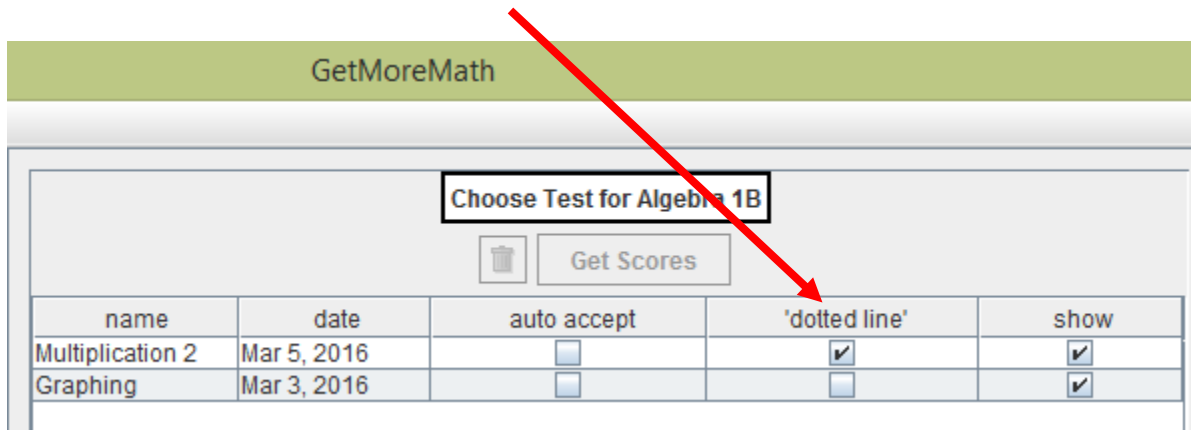 GetMoreMath
Choose Test for Algebra 1B
Get Scores
name date auto accept 'dotted line' show
Multiplication 2 Mar 5, 2016
Graphing Mar 3, 2016